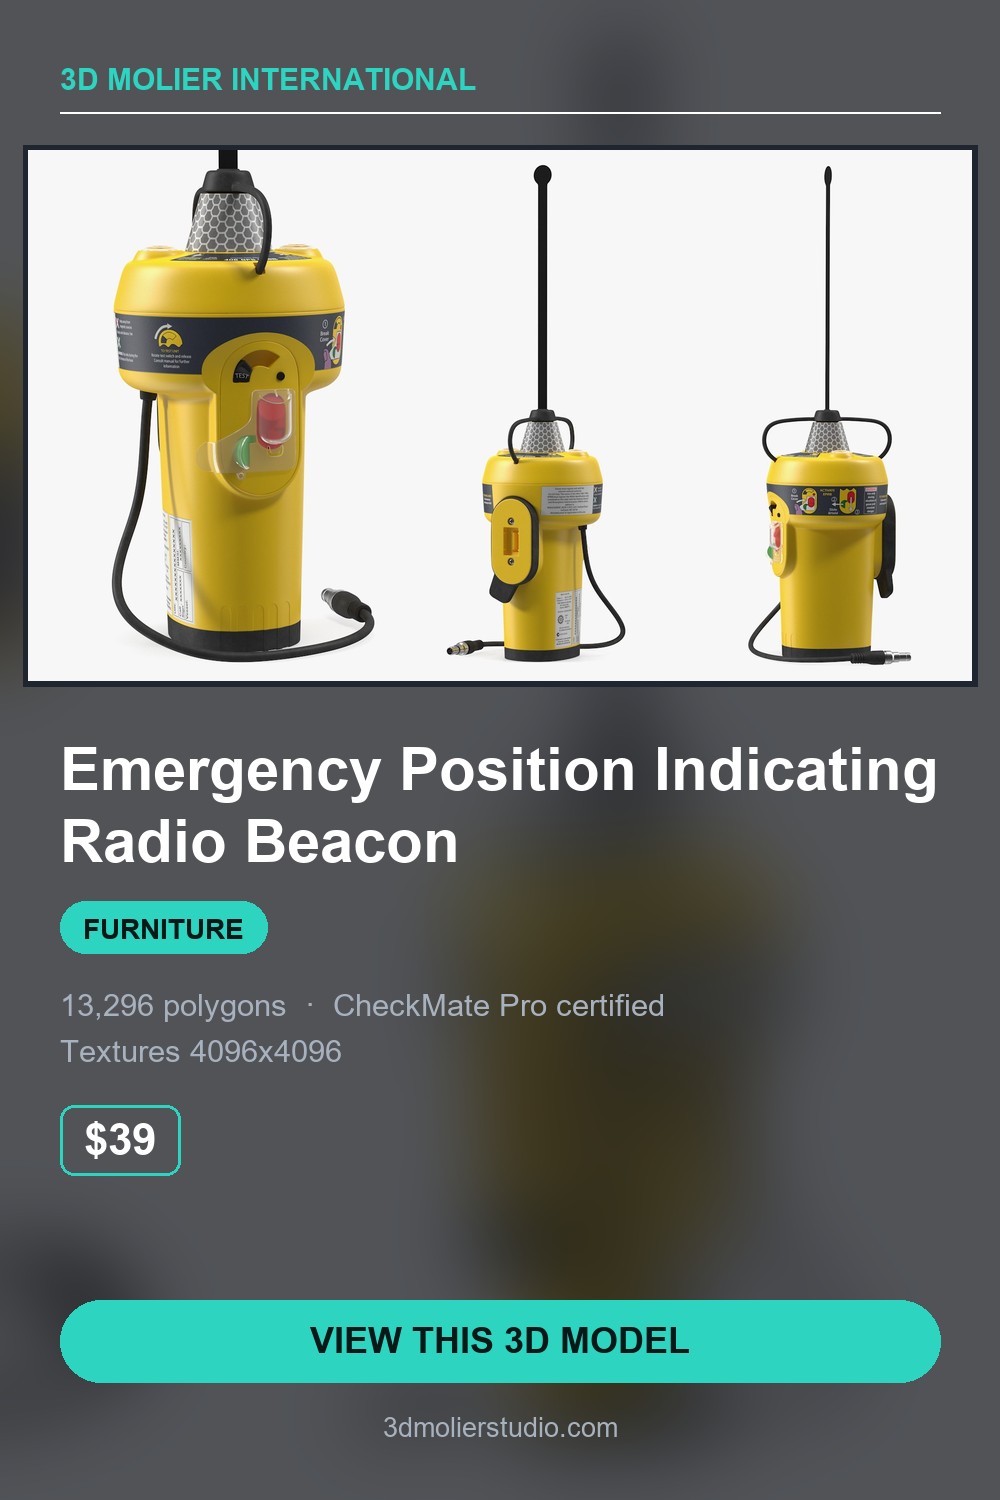 3D MOLIER INTERNATIONAL
TEST
Emergency Position Indicating
Radio Beacon
FURNITURE
13,296 polygons · CheckMate Pro certified
Textures 4096x4096
$39
VIEW THIS 3D MODEL
3dmolierstudio.com